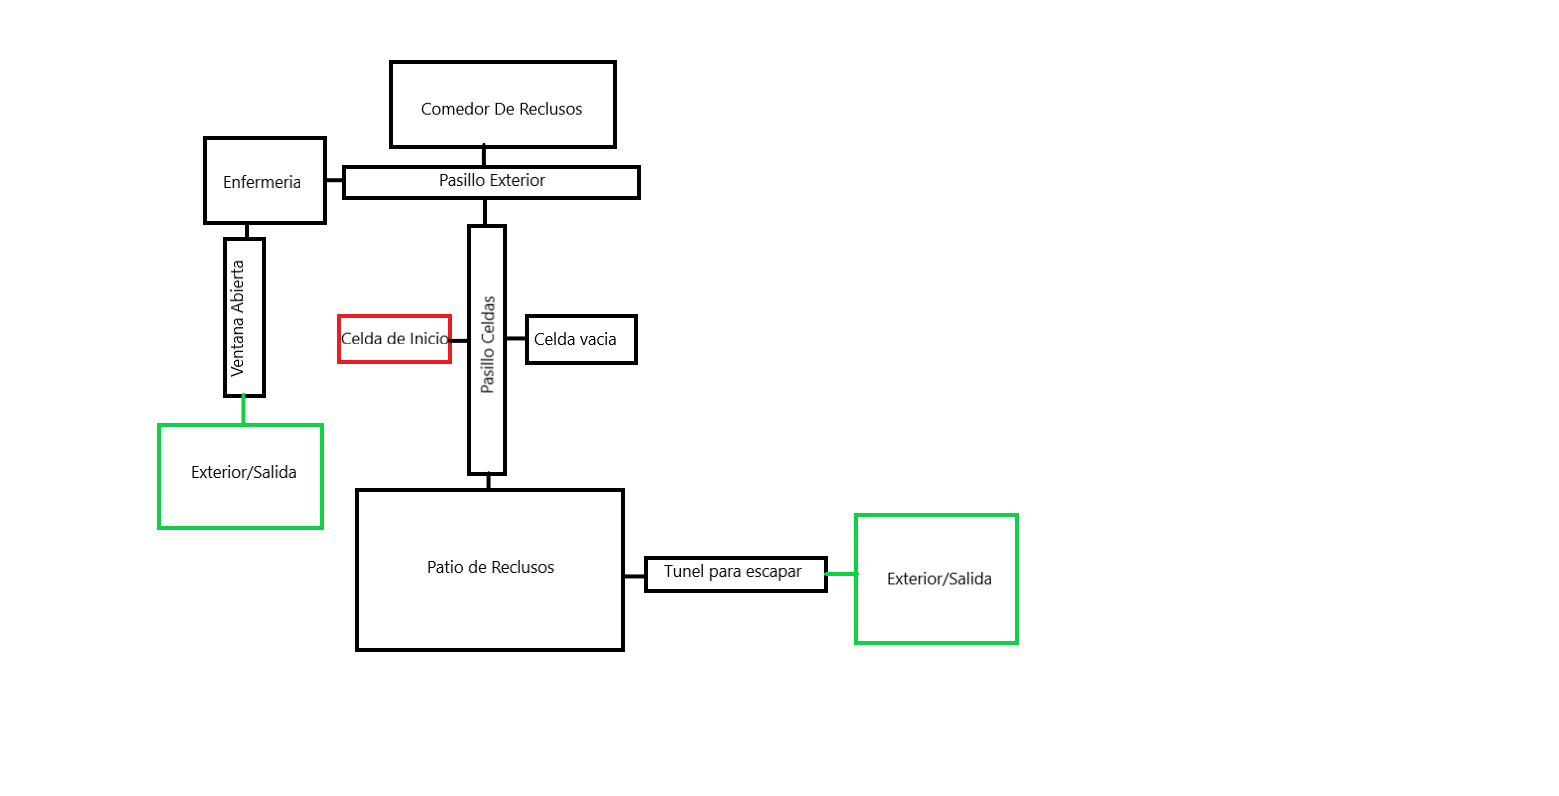 Comedor De Reclusos
Enfermeria
Pasillo Exterior
Ventana Abierta
Celda de Inicio
Pasillo Celdas
Celda vacia
Exterior/Salida
Patio de Reclusos
Tunel para escapar
Exterior/Salida